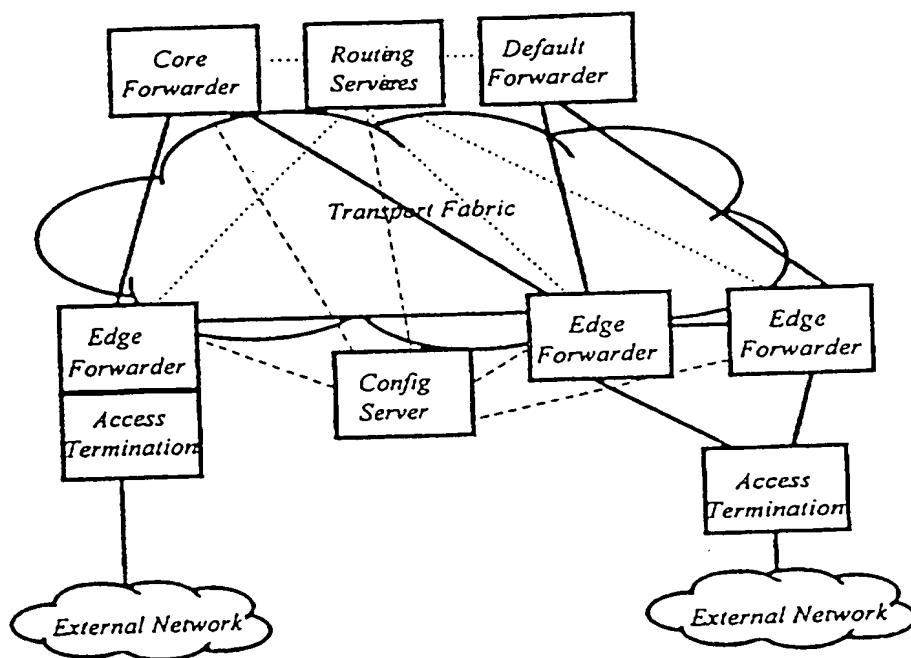 Core
Forwarder
Routing
Services
Default
Forwarder
Transport Fabric
Edge
Forwarder
Access
Termination
Config
Server
Edge
Forwarder
Edge
Forwarder
Access
Termination
External Network
External Network